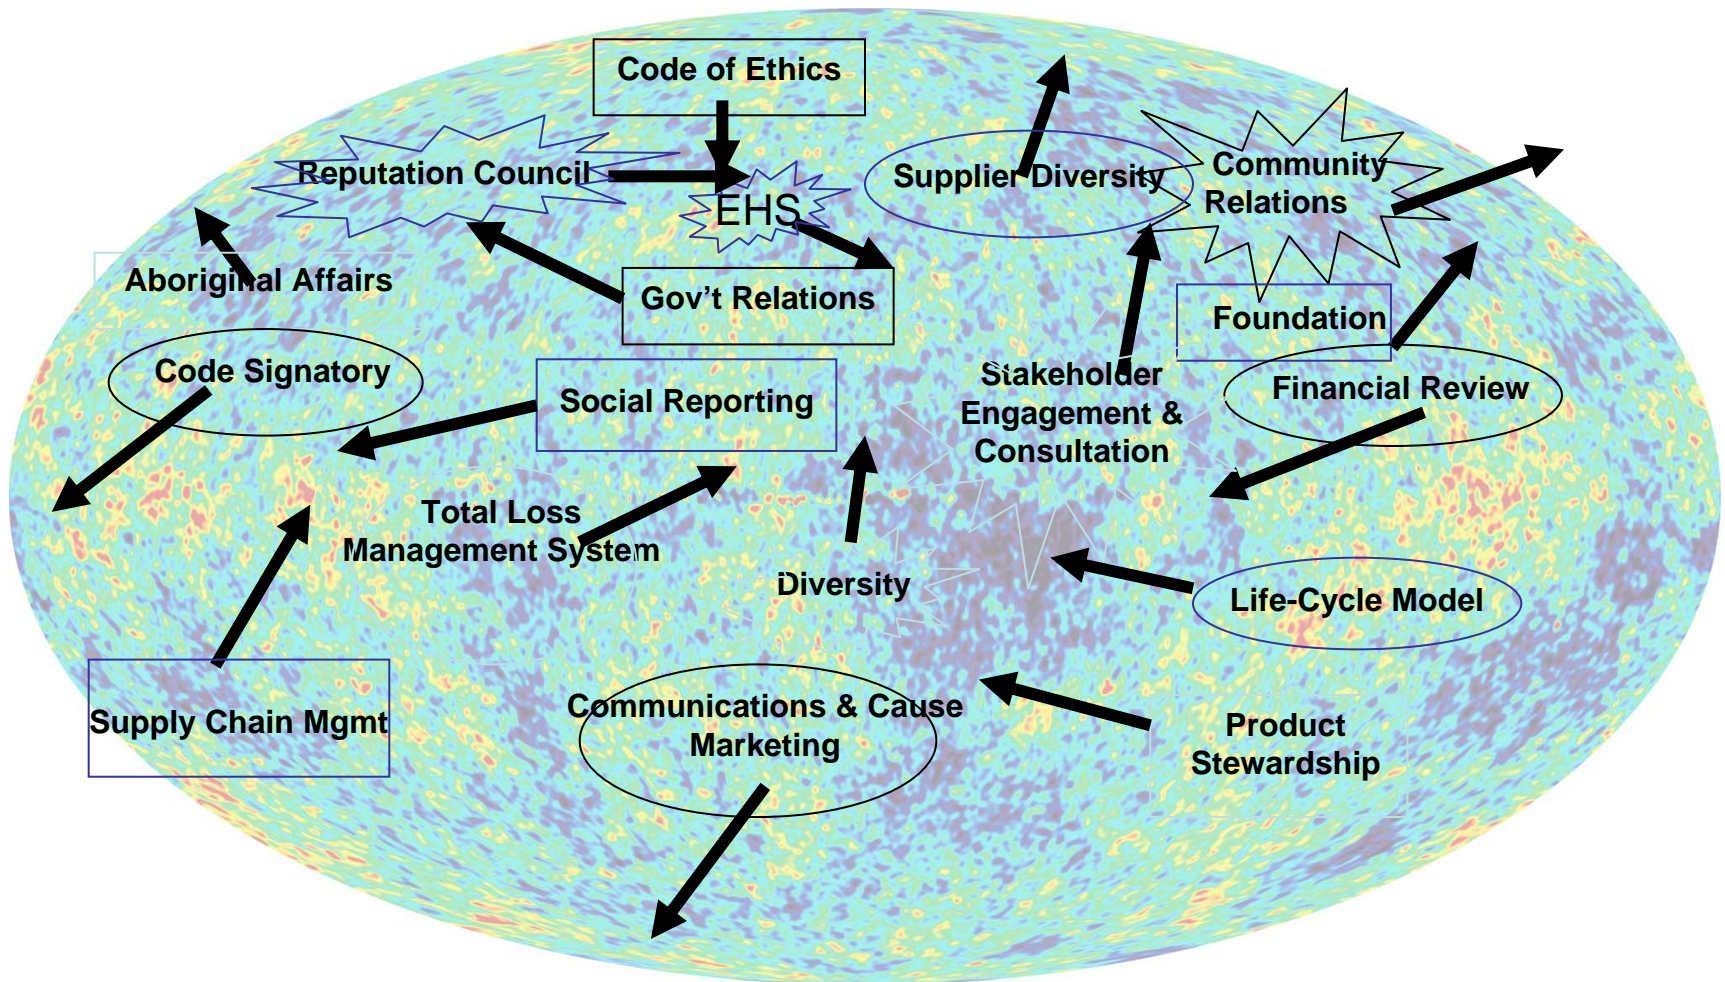 Code of Ethics
Reputation Council
EHS
Supplier Diversity
Community
Relations
Aboriginal Affairs
Gov't Relations
Foundation
Code Signatory
Social Reporting
Stakeholder
Engagement &
Consultation
Financial Review
Total Loss
Management System
Diversity
Life-Cycle Model
Supply Chain Mgmt
Communications & Cause
Marketing
Product
Stewardship